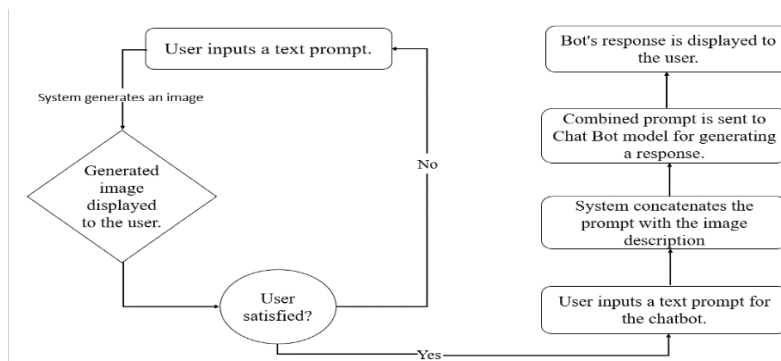 User inputs a text prompt.
System generates an image
Generated
image
displayed
to the user.
User
satisfied?
No
Yes
User inputs a text prompt for
the chatbot.
System concatenates the
prompt with the image
description
Combined prompt is sent to
Chat Bot model for generating
a response.
Bot's response is displayed to
the user.